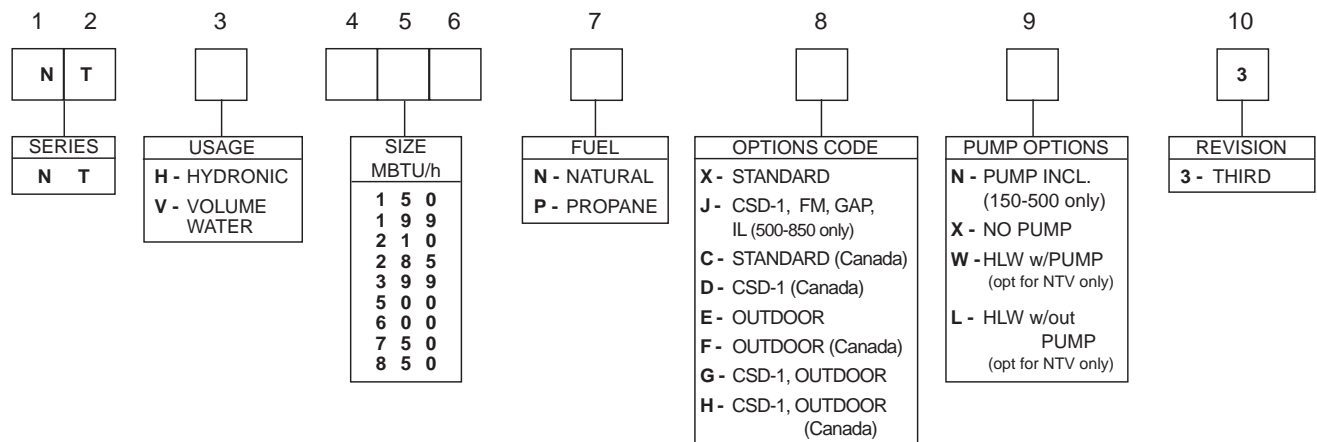 1 2 3 4 5 6 7 8 9 10
N T 3
SERIES
N T
USAGE
H - HYDRONIC
V - VOLUME
WATER
SIZE
MBTU/h
1 5 0
1 9 9
2 1 0
2 8 5
3 9 9
5 0 0
6 0 0
7 5 0
8 5 0
FUEL
N - NATURAL
P - PROPANE
OPTIONS CODE
X - STANDARD
J - CSD-1, FM, GAP,
IL (500-850 only)
C - STANDARD (Canada)
D - CSD-1 (Canada)
E - OUTDOOR
F - OUTDOOR (Canada)
G - CSD-1, OUTDOOR
H - CSD-1, OUTDOOR
(Canada)
PUMP OPTIONS
N - PUMP INCL.
(150-500 only)
X - NO PUMP
W - HLW w/PUMP
(opt for NTV only)
L - HLW w/out
PUMP
(opt for NTV only)
REVISION
3 - THIRD